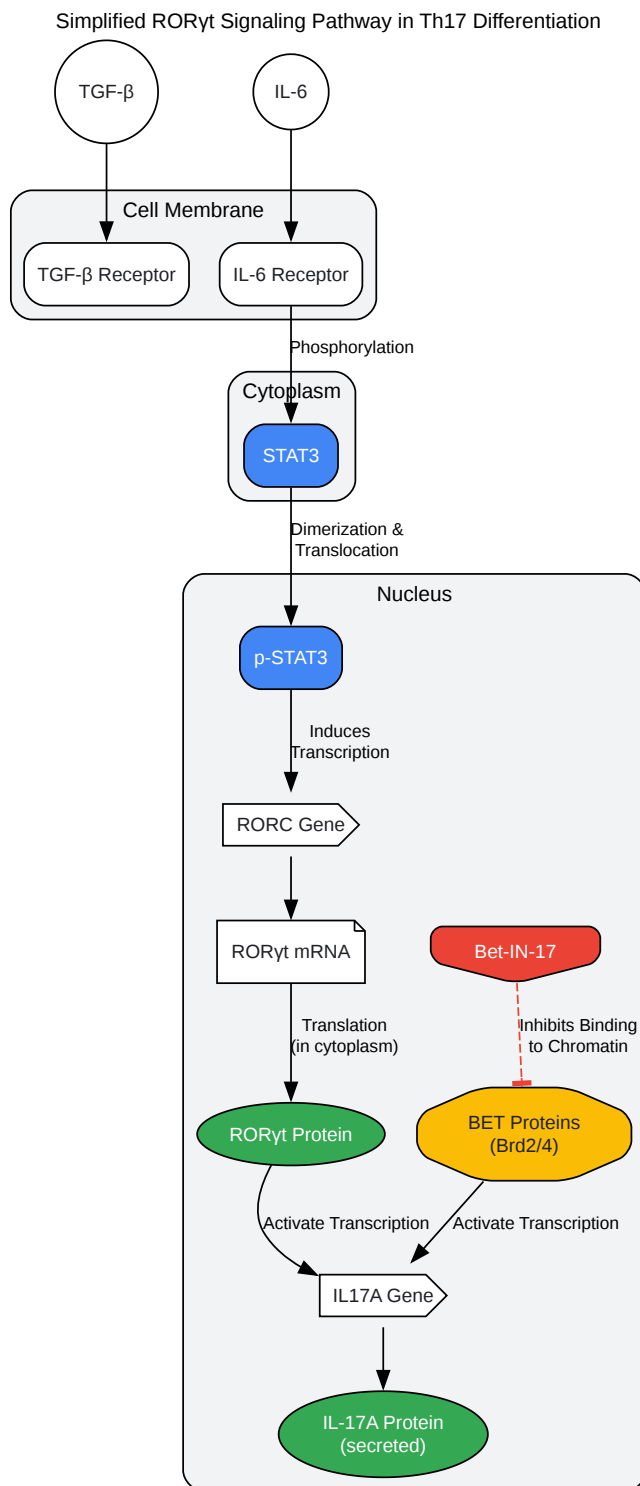 Simplified RORγt Signaling Pathway in Th17 Differentiation
TGF-β
IL-6
Cell Membrane
TGF-β Receptor
IL-6 Receptor
Phosphorylation
Cytoplasm
STAT3
Dimerization &
Translocation
Nucleus
p-STAT3
Induces
Transcription
RORC Gene
RORγt mRNA
Bet-IN-17
Translation
(in cytoplasm)
Inhibits Binding
to Chromatin
RORγt Protein
BET Proteins
(Brd2/4)
Activate Transcription
Activate Transcription
IL17A Gene
IL-17A Protein
(secreted)